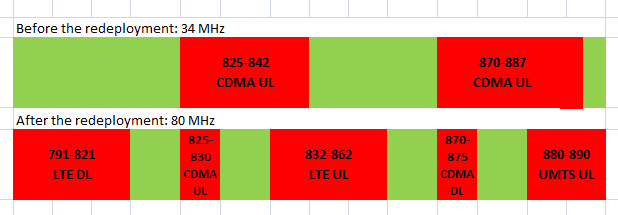 Before the redeployment: 34 MHz
825-842
CDMA UL
870-887
CDMA UL
After the redeployment: 80 MHz
791-821
LTE DL
825-
830
CDMA
UL
832-862
LTE UL
870-
875
CDMA
DL
880-890
UMTS UL